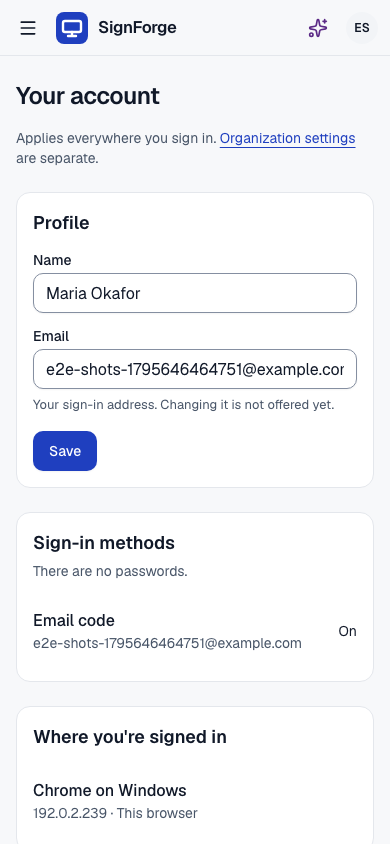 SignForge
ES
Your account
Applies everywhere you sign in. Organization settings
are separate.
Profile
Name
Maria Okafor
Email
e2e-shots-1795646464751@example.cor
Your sign-in address. Changing it is not offered yet.
Save
Sign-in methods
There are no passwords.
Email code
e2e-shots-1795646464751@example.com
On
Where you're signed in
Chrome on Windows
192.0.2.239 · This browser